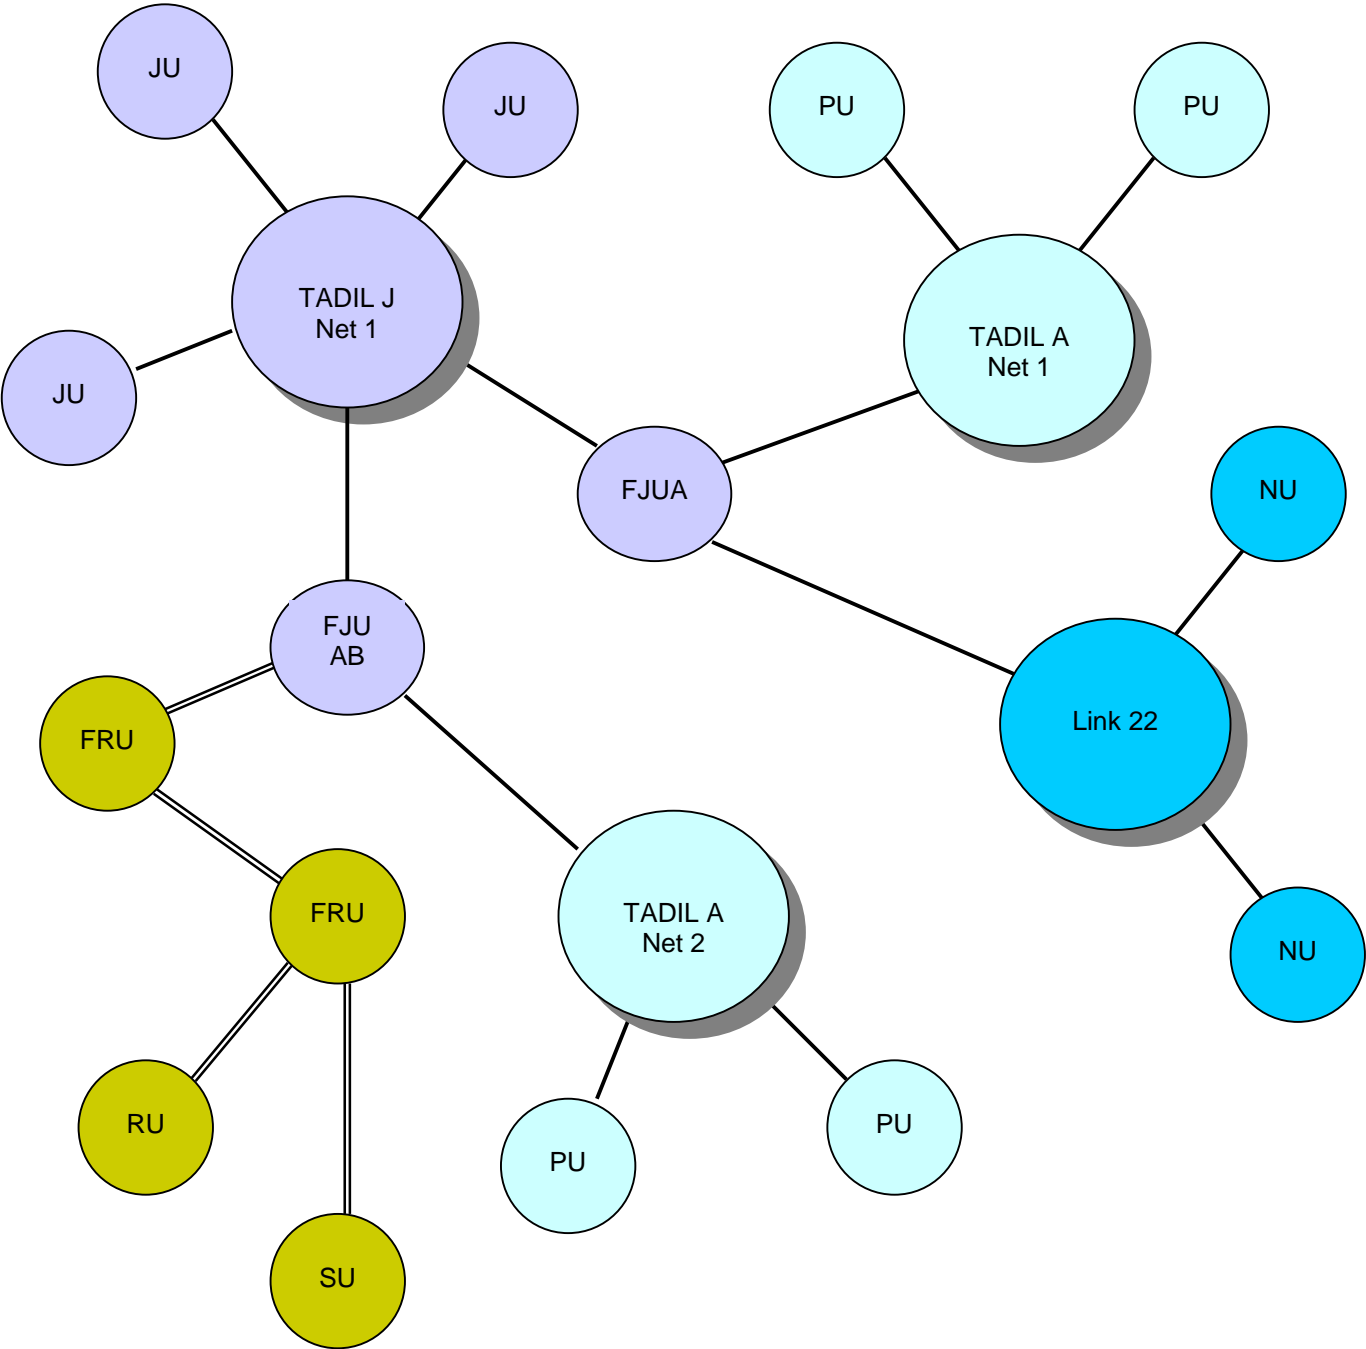 JU
JU
PU
PU
TADIL J
Net 1
TADIL A
Net 1
JU
FJUA
NU
FJU
AB
Link 22
FRU
FRU
TADIL A
Net 2
NU
RU
PU
PU
SU